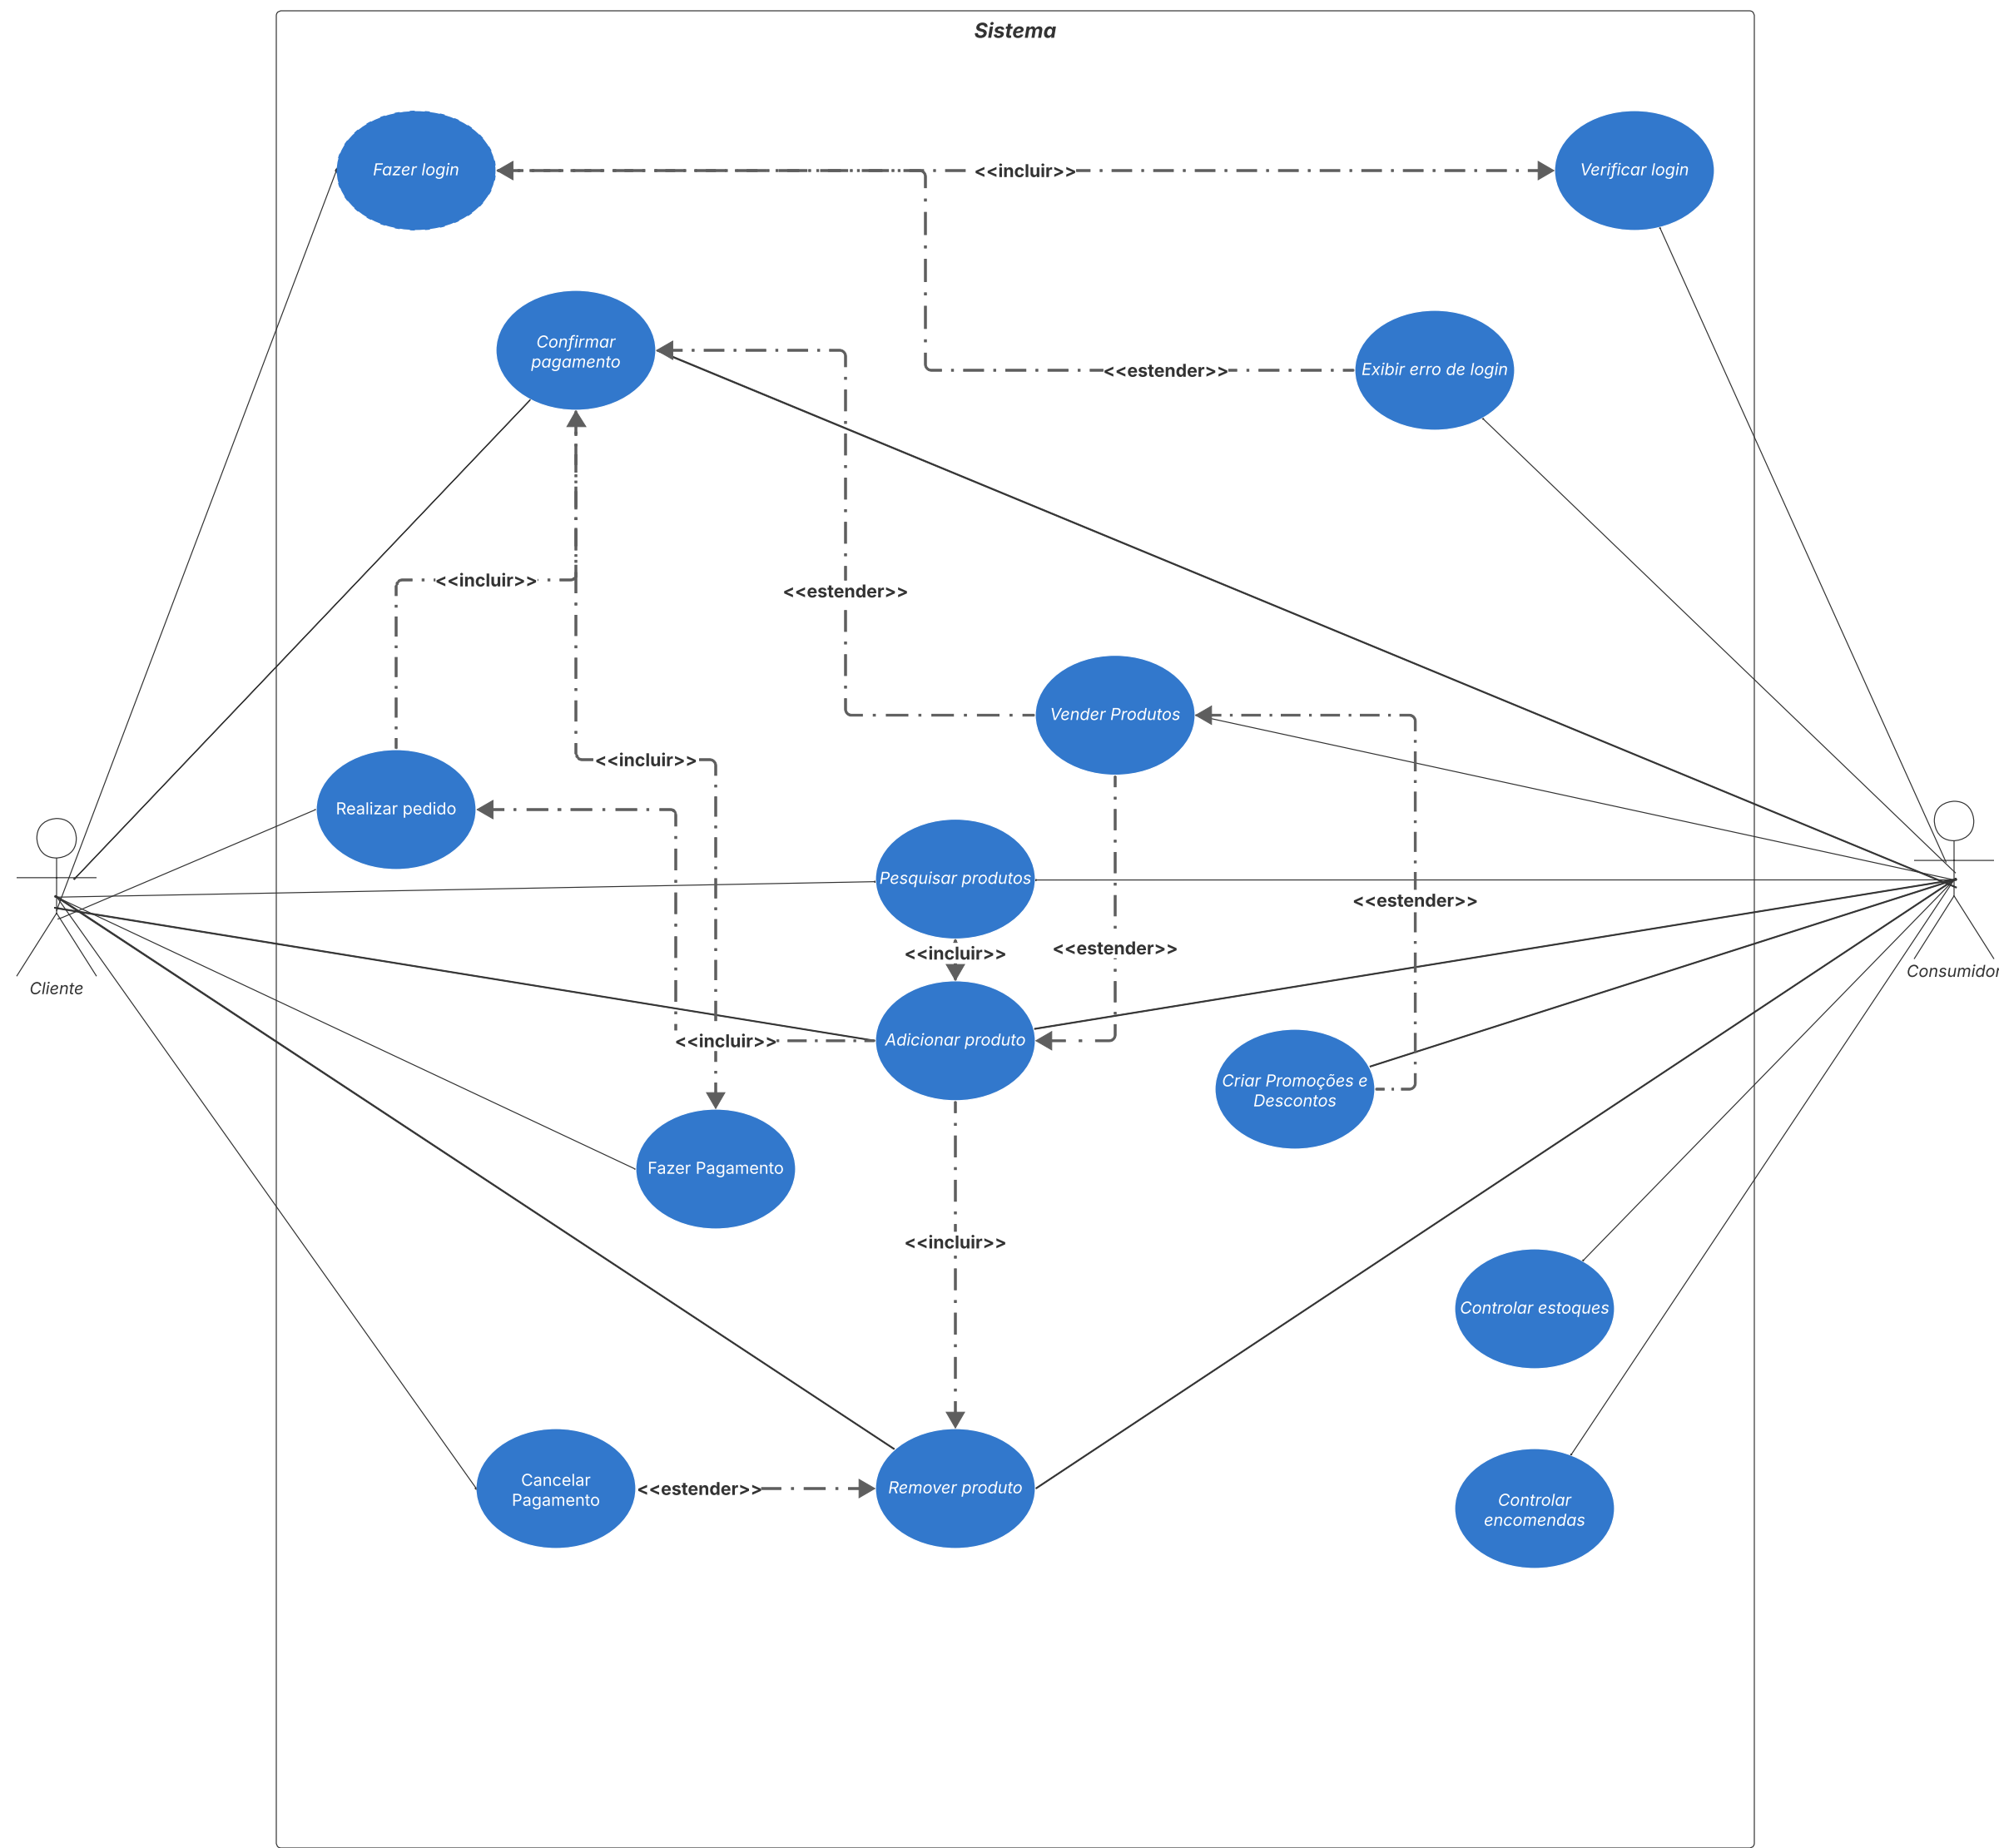 Sistema
Fazer login
<<incluir>>
Verificar login
Confirmar
pagamento
Exibir erro de login
<<estender>>
<<incluir>>
<<estender>>
Vender Produtos
<<incluir>>
Realizar pedido
Pesquisar produtos
<<estender>>
<<incluir>>
<<estender>>
Cliente
Consumidor
<<incluir>>
Adicionar produto
Criar Promoções e
Descontos
Fazer Pagamento
<<incluir>>
Controlar estoques
Cancelar
Pagamento
<<estender>>
Remover produto
Controlar
encomendas